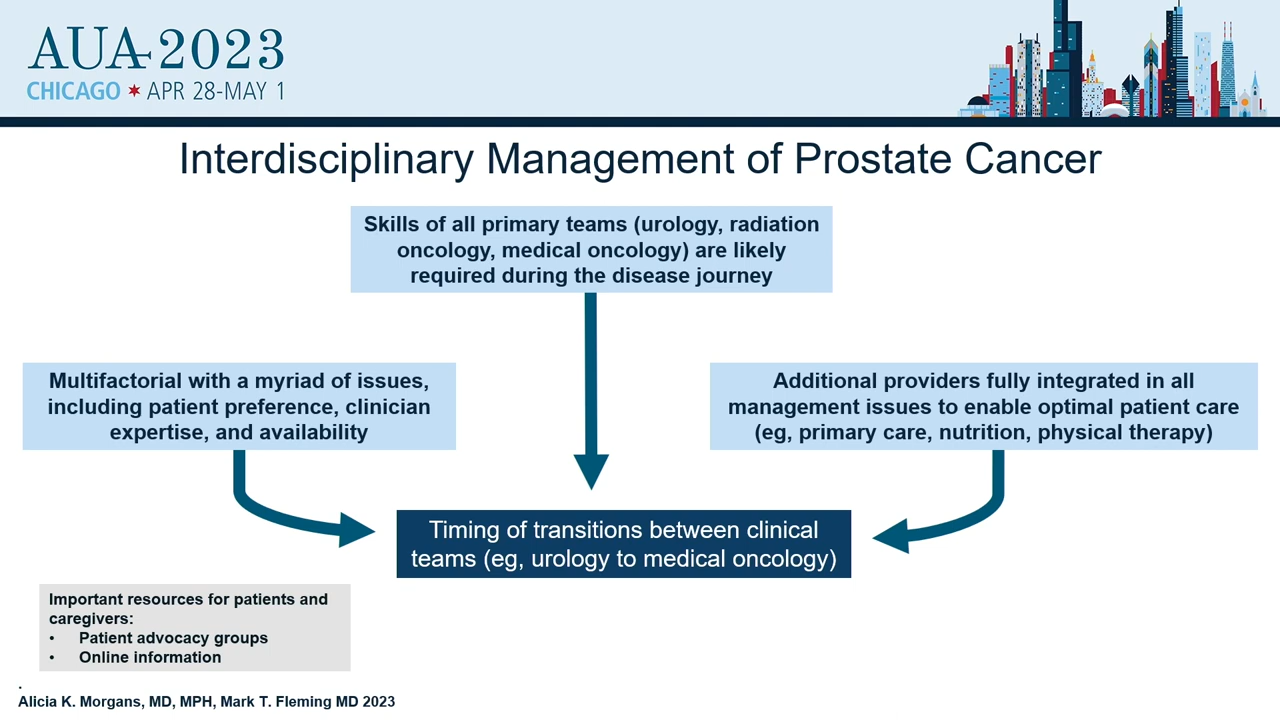 AUA 2023
CHICAGO ✶ APR 28-MAY 1
Interdisciplinary Management of Prostate Cancer
Skills of all primary teams (urology, radiation
oncology, medical oncology) are likely
required during the disease journey
Multifactorial with a myriad of issues,
including patient preference, clinician
expertise, and availability
Additional providers fully integrated in all
management issues to enable optimal patient care
(eg, primary care, nutrition, physical therapy)
Timing of transitions between clinical
teams (eg, urology to medical oncology)
Important resources for patients and
caregivers:
• Patient advocacy groups
• Online information
.
Alicia K. Morgans, MD, MPH, Mark T. Fleming MD 2023